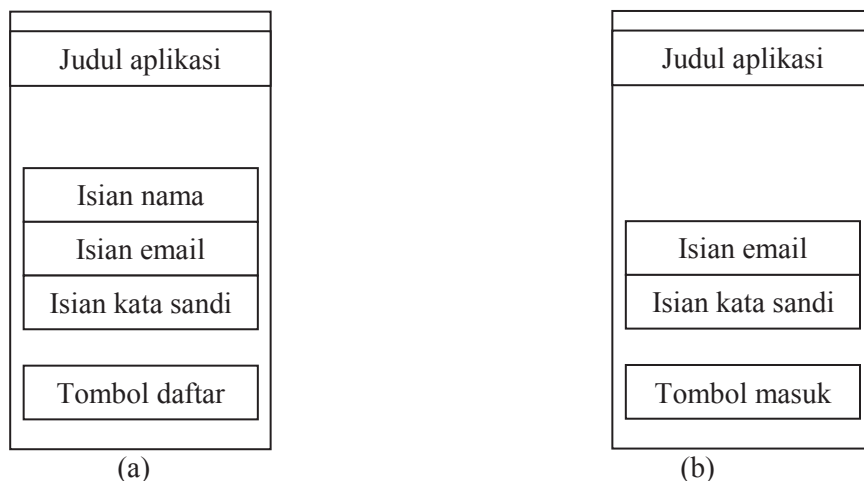 Judul aplikasi
Isian nama
Isian email
Isian kata sandi
Tombol daftar
(a)
Judul aplikasi
Isian email
Isian kata sandi
Tombol masuk
(b)